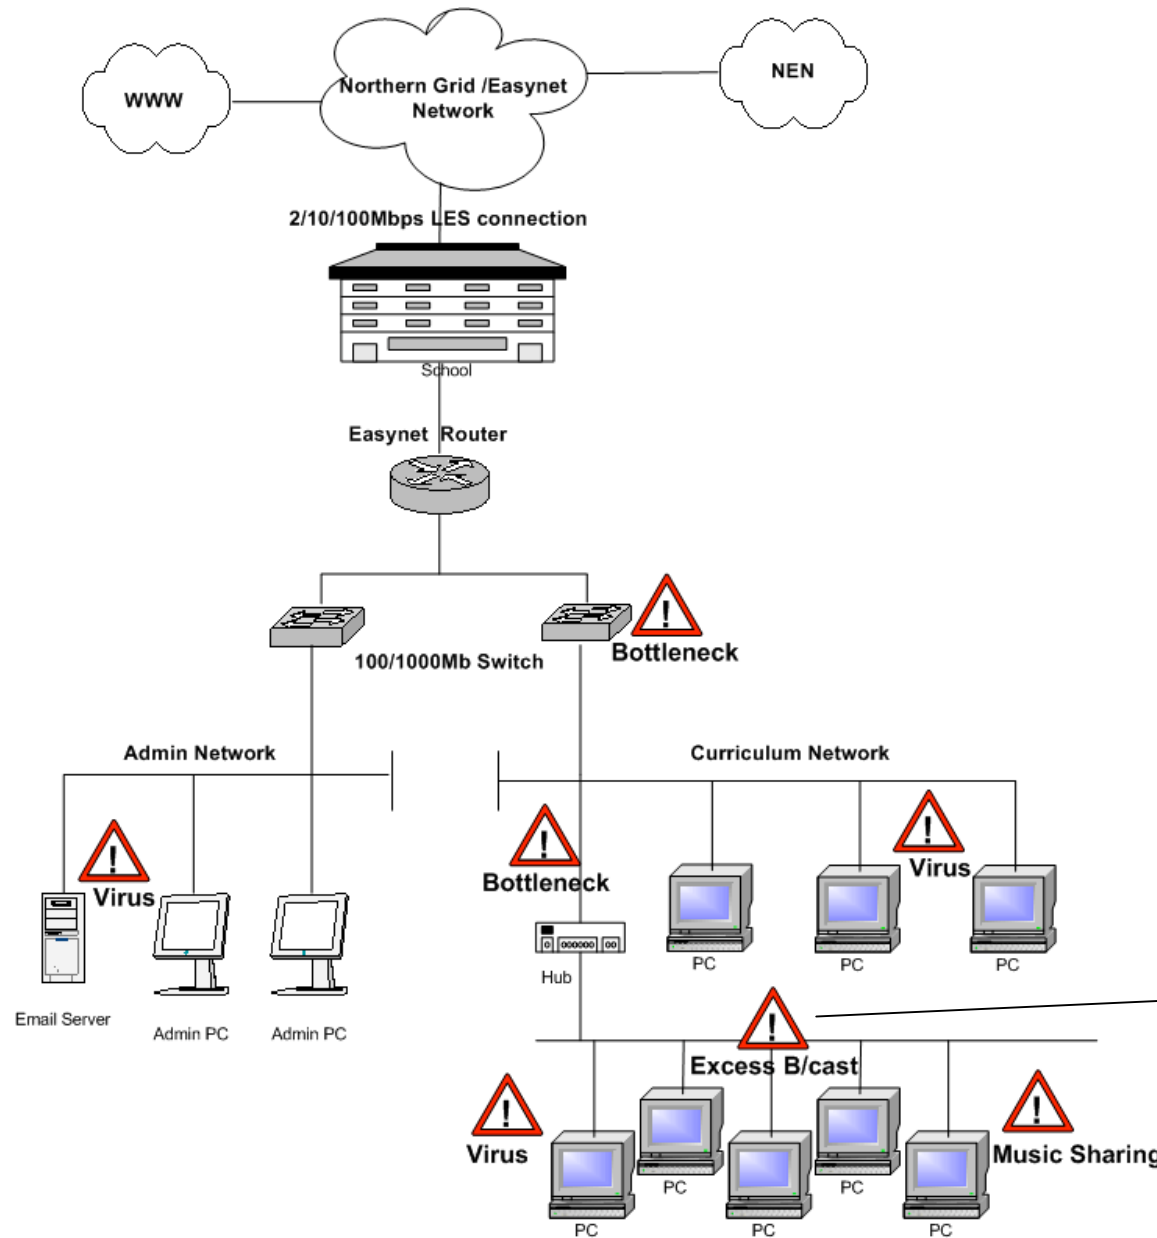 WWW
Northern Grid /Easynet
Network
NEN
2/10/100Mbps LES connection
School
Easynet Router
100/1000Mb Switch
Bottleneck
Admin Network
Curriculum Network
Virus
Bottleneck
Virus
Hub
PC
PC
PC
Email Server
Admin PC
Admin PC
Excess B/cast
Virus
Music Sharing
PC
PC
PC
PC
PC